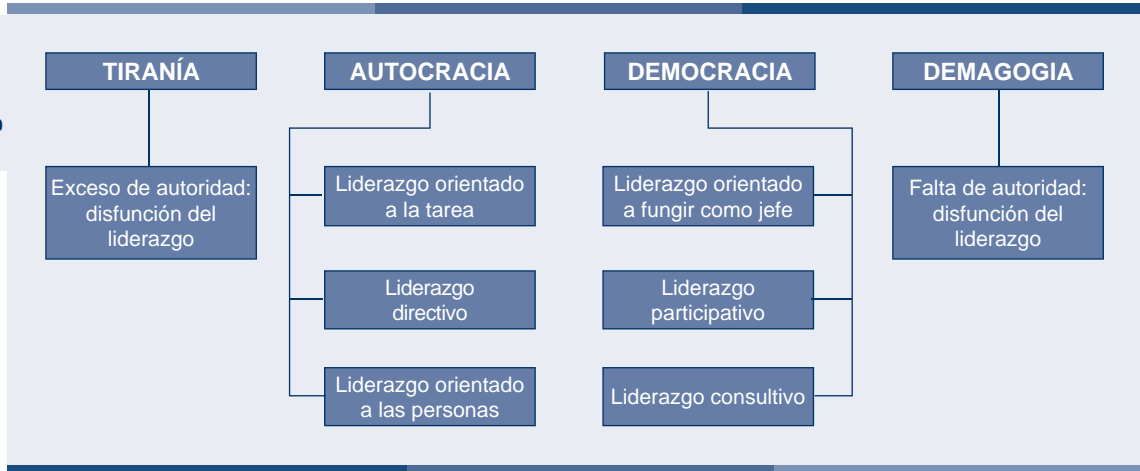 TIRANÍA
AUTOCRACIA
DEMOCRACIA
DEMAGOGIA
Exceso de autoridad:
disfunción del
liderazgo
Liderazgo orientado
a la tarea
Liderazgo
directivo
Liderazgo orientado
a las personas
Liderazgo orientado
a fungir como jefe
Liderazgo
participativo
Liderazgo consultivo
Falta de autoridad:
disfunción del
liderazgo